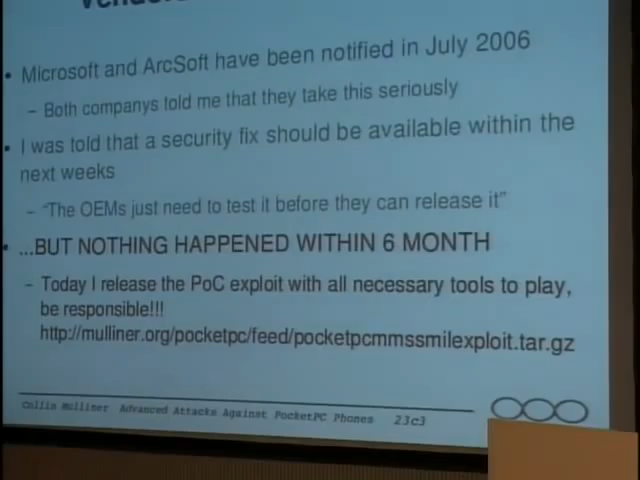 Microsoft and ArcSoft have been notified in July 2006
– Both companys told me that they take this seriously
I was told that a security fix should be available within the
next weeks
– "The OEMs just need to test it before they can release it"
...BUT NOTHING HAPPENED WITHIN 6 MONTH
– Today I release the PoC exploit with all necessary tools to play,
be responsible!!!
http://mulliner.org/pocketpc/feed/pocketpcmmssmilexploit.tar.gz
Collin Mulliner Advanced Attacks Against PocketPC Phones 23c3